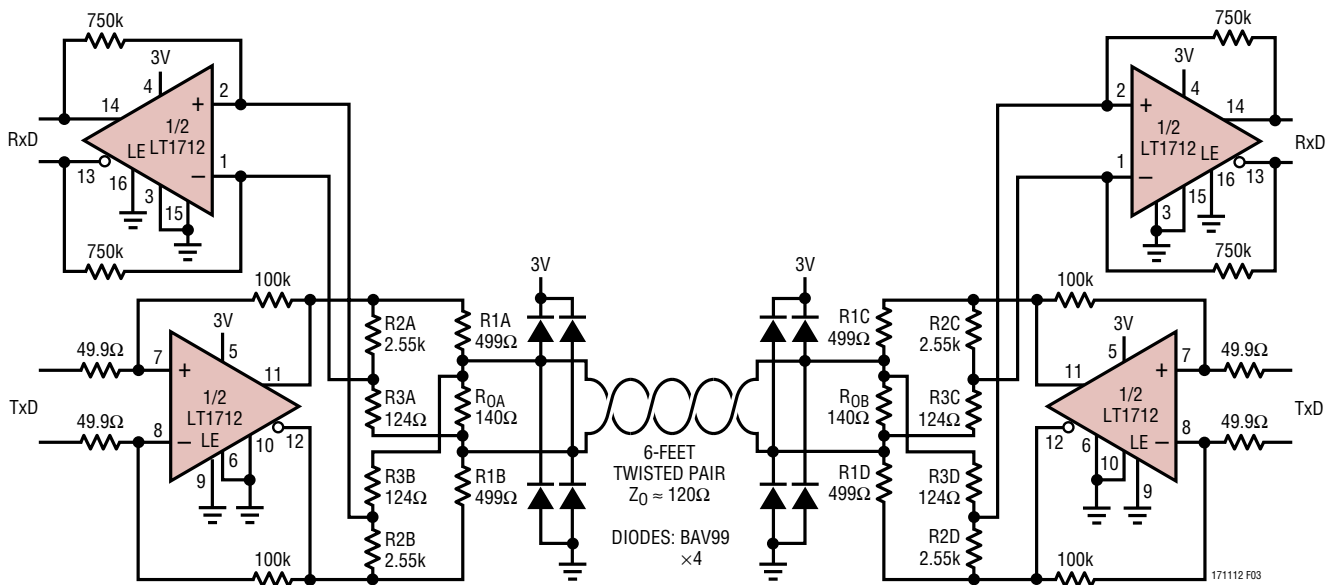 750k
3V
4
2
+
14
1/2
LT1712
LE
RxD
1
−
13
16
3
15
750k
100k
3V
5
49.9Ω
7
+
11
1/2
LT1712
LE
TxD
49.9Ω
8
−
10
12
6
9
100k
R2A
2.55k
R1A
499Ω
R3A
124Ω
ROA
140Ω
R3B
124Ω
R1B
499Ω
R2B
2.55k
3V
6-FEET
TWISTED PAIR
ZO ≈ 120Ω
DIODES: BAV99
×4
3V
R1C
499Ω
R2C
2.55k
ROB
140Ω
R3C
124Ω
R1D
499Ω
R3D
124Ω
R2D
2.55k
750k
3V
4
2
+
14
1/2
LT1712
LE
RxD
1
−
13
16
15
3
750k
100k
3V
5
7
49.9Ω
+
11
1/2
LT1712
LE
TxD
12
−
8
49.9Ω
6
10
9
100k
171112 F03